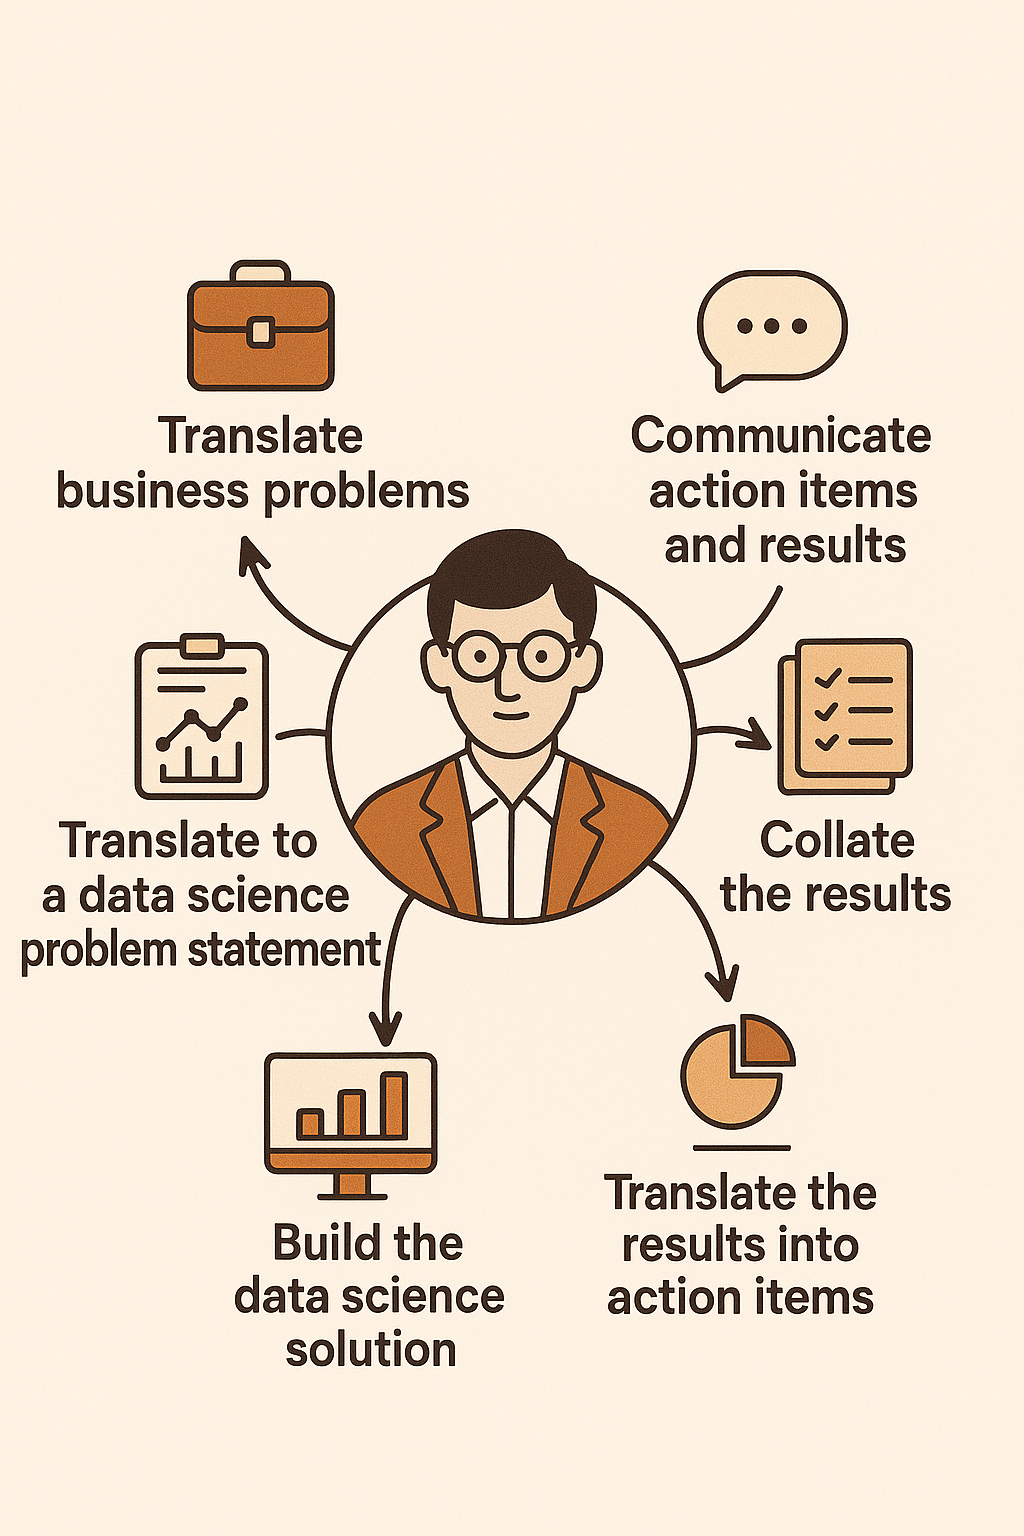 Translate
business problems
Communicate
action items
and results
Translate to
a data science
problem statement
Collate
the results
Build the
data science
solution
Translate the
results into
action items